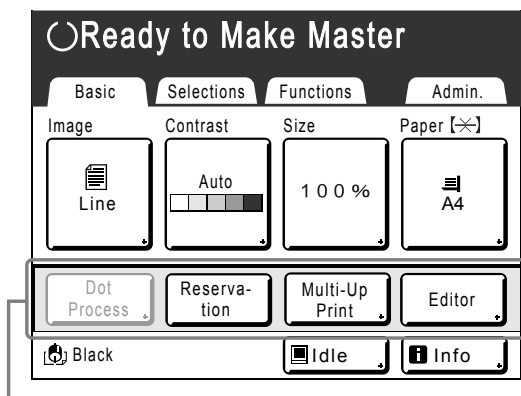 Ready to Make Master
Basic Selections Functions Admin.
Image Contrast Size Paper【✳】
Line
Auto
100%
A4
Dot
Process
Reserva-
tion
Multi-Up
Print
Editor
Black
Idle
Info